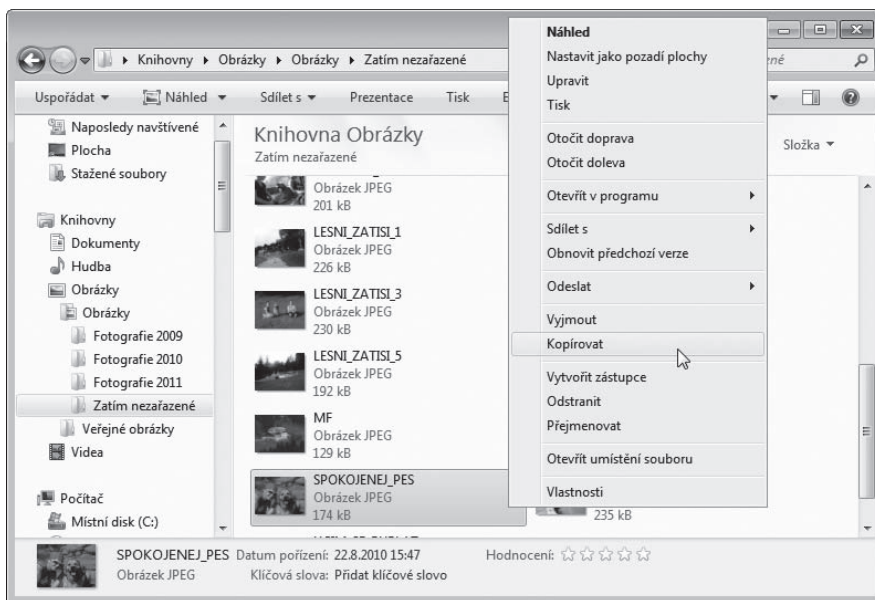 Knihovny ▸ Obrázky ▸ Obrázky ▸ Zatím nezařazené
Uspořádat
Náhled
Sdílet s
Prezentace
Tisk
Naposledy navštívené
Plocha
Stažené soubory
Knihovny
Dokumenty
Hudba
Obrázky
Obrázky
Fotografie 2009
Fotografie 2010
Fotografie 2011
Zatím nezařazené
Veřejné obrázky
Videa
Počítač
Místní disk (C:)
Knihovna Obrázky
Zatím nezařazené
Složka
Obrázek JPEG
201 kB
LESNI_ZATISI_1
Obrázek JPEG
226 kB
LESNI_ZATISI_3
Obrázek JPEG
230 kB
LESNI_ZATISI_5
Obrázek JPEG
192 kB
MF
Obrázek JPEG
129 kB
SPOKOJENEJ_PES
Obrázek JPEG
174 kB
235 kB
Náhled
Nastavit jako pozadí plochy
Upravit
Tisk
Otočit doprava
Otočit doleva
Otevřít v programu
Sdílet s
Obnovit předchozí verze
Odeslat
Vyjmout
Kopírovat
Vytvořit zástupce
Odstranit
Přejmenovat
Otevřít umístění souboru
Vlastnosti
SPOKOJENEJ_PES Datum pořízení: 22.8.2010 15:47 Hodnocení:
Obrázek JPEG Klíčová slova: Přidat klíčové slovo